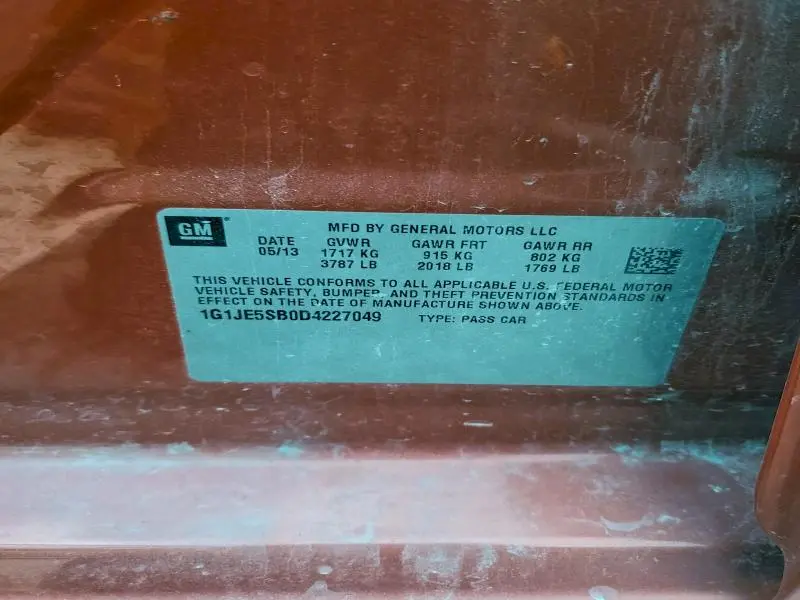 GM® MFD BY GENERAL MOTORS LLC
DATE GVWR GAWR FRT GAWR RR
05/13 1717 KG 915 KG 802 KG
3787 LB 2018 LB 1769 LB
THIS VEHICLE CONFORMS TO ALL APPLICABLE U.S. FEDERAL MOTOR
VEHICLE SAFETY, BUMPER, AND THEFT PREVENTION STANDARDS IN
EFFECT ON THE DATE OF MANUFACTURE SHOWN ABOVE.
1G1JE5SB0D4227049 TYPE: PASS CAR